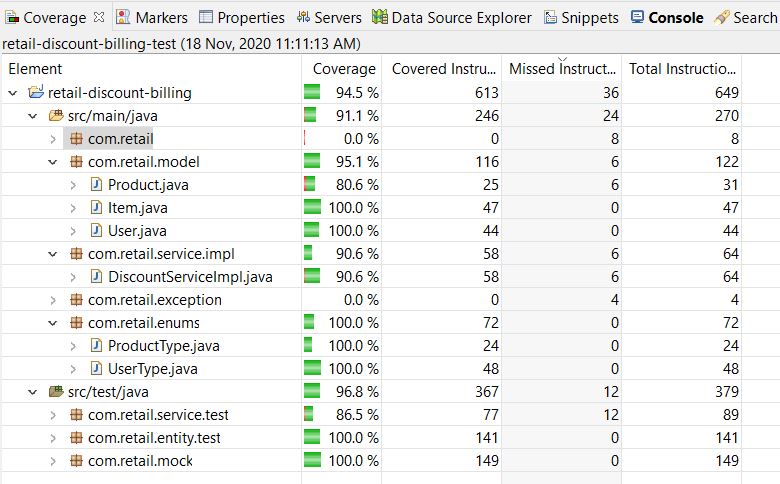 Coverage Markers Properties Servers Data Source Explorer Snippets Console Search
retail-discount-billing-test (18 Nov, 2020 11:11:13 AM)
Element Coverage Covered Instru... Missed Instruct... Total Instructio...
retail-discount-billing 94.5 % 613 36 649
src/main/java 91.1 % 246 24 270
com.retail 0.0 % 0 8 8
com.retail.model 95.1 % 116 6 122
Product.java 80.6 % 25 6 31
Item.java 100.0 % 47 0 47
User.java 100.0 % 44 0 44
com.retail.service.impl 90.6 % 58 6 64
DiscountServiceImpl.java 90.6 % 58 6 64
com.retail.exception 0.0 % 0 4 4
com.retail.enums 100.0 % 72 0 72
ProductType.java 100.0 % 24 0 24
UserType.java 100.0 % 48 0 48
src/test/java 96.8 % 367 12 379
com.retail.service.test 86.5 % 77 12 89
com.retail.entity.test 100.0 % 141 0 141
com.retail.mock 100.0 % 149 0 149